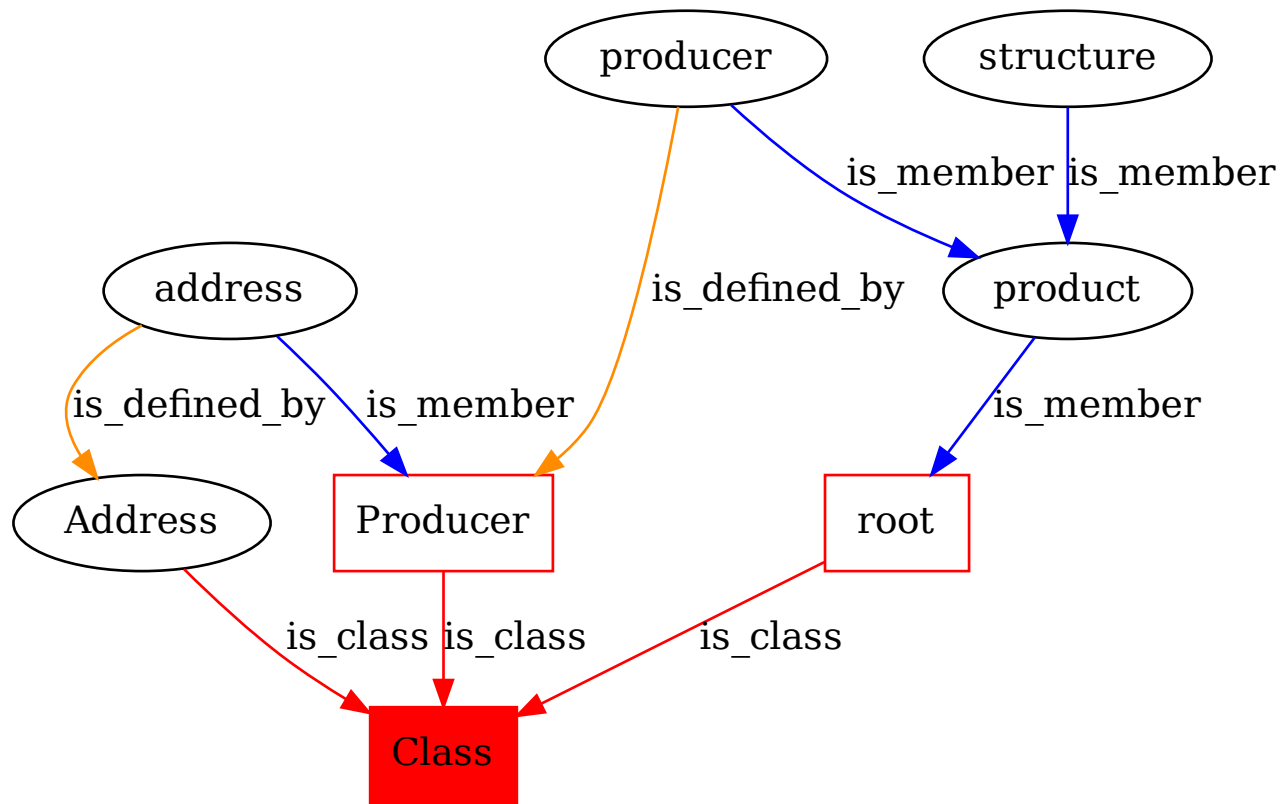 producer
structure
is_member
is_member
address
is_defined_by
product
is_defined_by
is_member
is_member
Address
Producer
root
is_class
is_class
is_class
Class